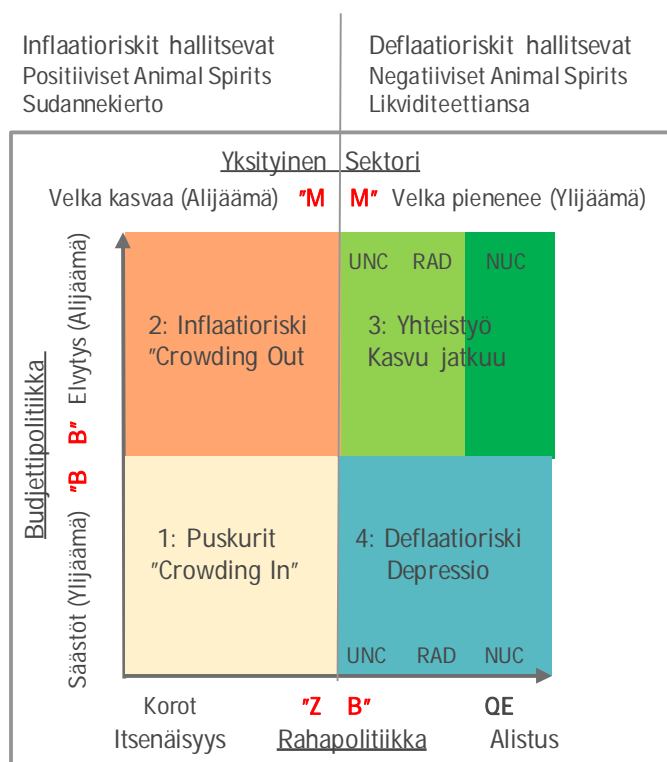 Inflaatioriskit hallitsevat
Positiiviset Animal Spirits
Sudannekierto
Deflaatioriskit hallitsevat
Negatiiviset Animal Spirits
Likviditeettiansa
Yksityinen Sektori
Velka kasvaa (Alijäämä) "M M" Velka pienenee (Ylijäämä)
UNC RAD NUC
2: Inflaatioriski
"Crowding Out
3: Yhteistyö
Kasvu jatkuu
Budjettipolitiikka
Säästöt (Ylijäämä) "B B" Elvytys (Alijäämä)
1: Puskurit
"Crowding In"
4: Deflaatioriski
Depressio
UNC RAD NUC
Korot "Z B" QE
Itsenäisyys Rahapolitiikka Alistus